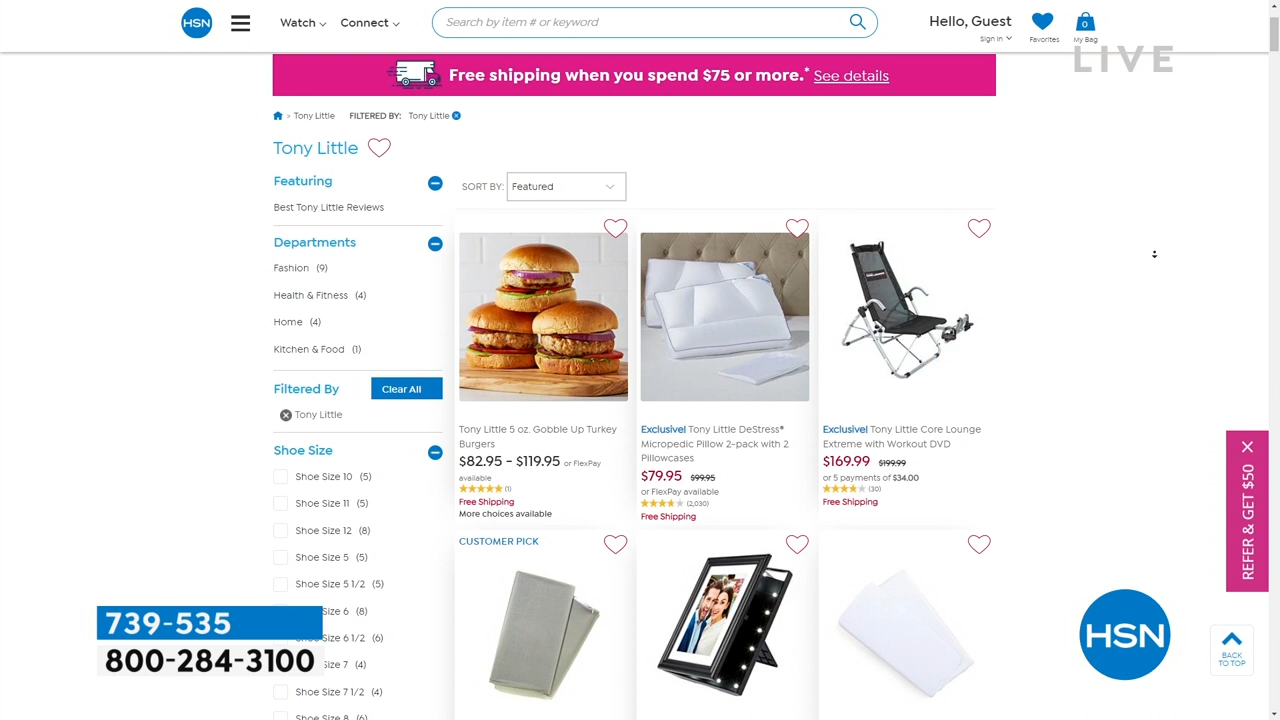 HSN
Watch
Connect
Search by item # or keyword
Hello, Guest
Sign In
Favorites
0
My Bag
LIVE
Free shipping when you spend $75 or more.* See details
> Tony Little FILTERED BY: Tony Little
Tony Little
Featuring
Best Tony Little Reviews
Departments
Fashion (9)
Health & Fitness (4)
Home (4)
Kitchen & Food (1)
Filtered By
Clear All
Tony Little
Shoe Size
Shoe Size 10 (5)
Shoe Size 11 (5)
Shoe Size 12 (8)
Shoe Size 5 (5)
Shoe Size 5 1/2 (5)
ze 6 (8)
ze 6 1/2 (6)
ze 7 (4)
Shoe Size 7 1/2 (4)
Shoe Size 8 (6)
SORT BY: Featured
Tony Little 5 oz. Gobble Up Turkey
Burgers
$82.95 - $119.95 or FlexPay
available
(1)
Free Shipping
More choices available
Exclusive! Tony Little DeStress®
Micropedic Pillow 2-pack with 2
Pillowcases
$79.95 $99.95
or FlexPay available
(2,030)
Free Shipping
Exclusive! Tony Little Core Lounge
Extreme with Workout DVD
$169.99 $199.99
or 5 payments of $34.00
(30)
Free Shipping
CUSTOMER PICK
REFER & GET $50
739-535
800-284-3100
HSN
BACK
TO TOP